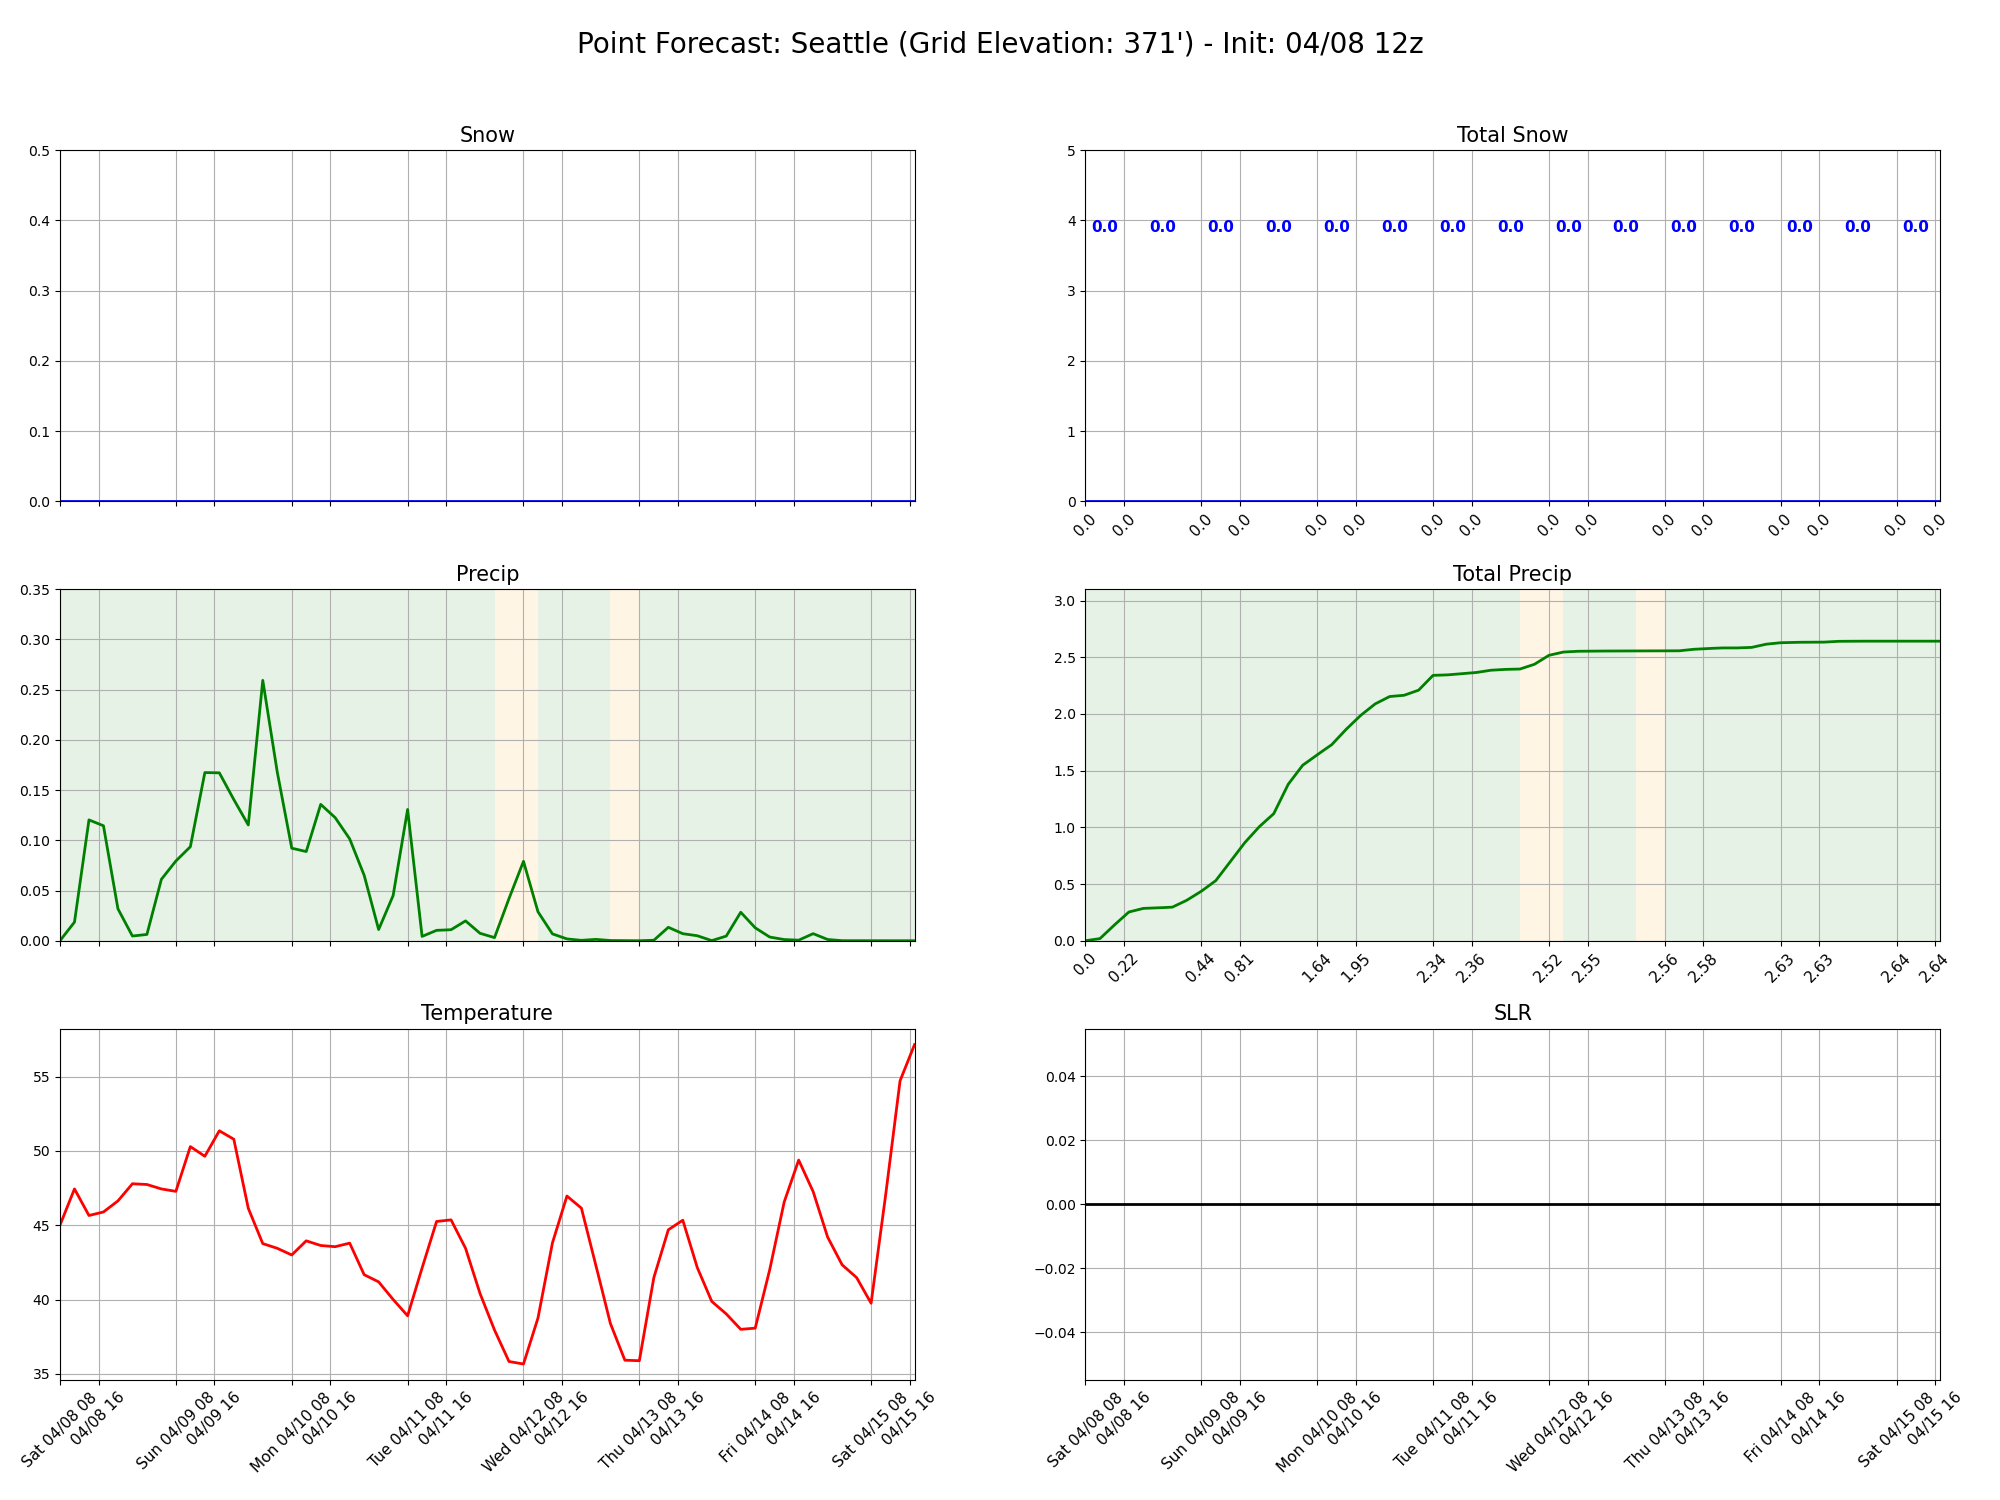 Point Forecast: Seattle (Grid Elevation: 371') - Init: 04/08 12z
Snow
0.5
0.4
0.3
0.2
0.1
0.0
Total Snow
5
4
3
2
1
0
0.0 0.0 0.0 0.0 0.0 0.0 0.0 0.0 0.0 0.0 0.0 0.0 0.0 0.0 0.0
0.0 0.0 0.0 0.0 0.0 0.0 0.0 0.0 0.0 0.0 0.0 0.0 0.0 0.0 0.0 0.0
Precip
0.35
0.30
0.25
0.20
0.15
0.10
0.05
0.00
Total Precip
3.0
2.5
2.0
1.5
1.0
0.5
0.0
0.0 0.22 0.44 0.81 1.64 1.95 2.34 2.36 2.52 2.55 2.56 2.58 2.63 2.63 2.64 2.64
Temperature
55
50
45
40
35
Sat 04/08 08
04/08 16
Sun 04/09 08
04/09 16
Mon 04/10 08
04/10 16
Tue 04/11 08
04/11 16
Wed 04/12 08
04/12 16
Thu 04/13 08
04/13 16
Fri 04/14 08
04/14 16
Sat 04/15 08
04/15 16
SLR
0.04
0.02
0.00
−0.02
−0.04
Sat 04/08 08
04/08 16
Sun 04/09 08
04/09 16
Mon 04/10 08
04/10 16
Tue 04/11 08
04/11 16
Wed 04/12 08
04/12 16
Thu 04/13 08
04/13 16
Fri 04/14 08
04/14 16
Sat 04/15 08
04/15 16